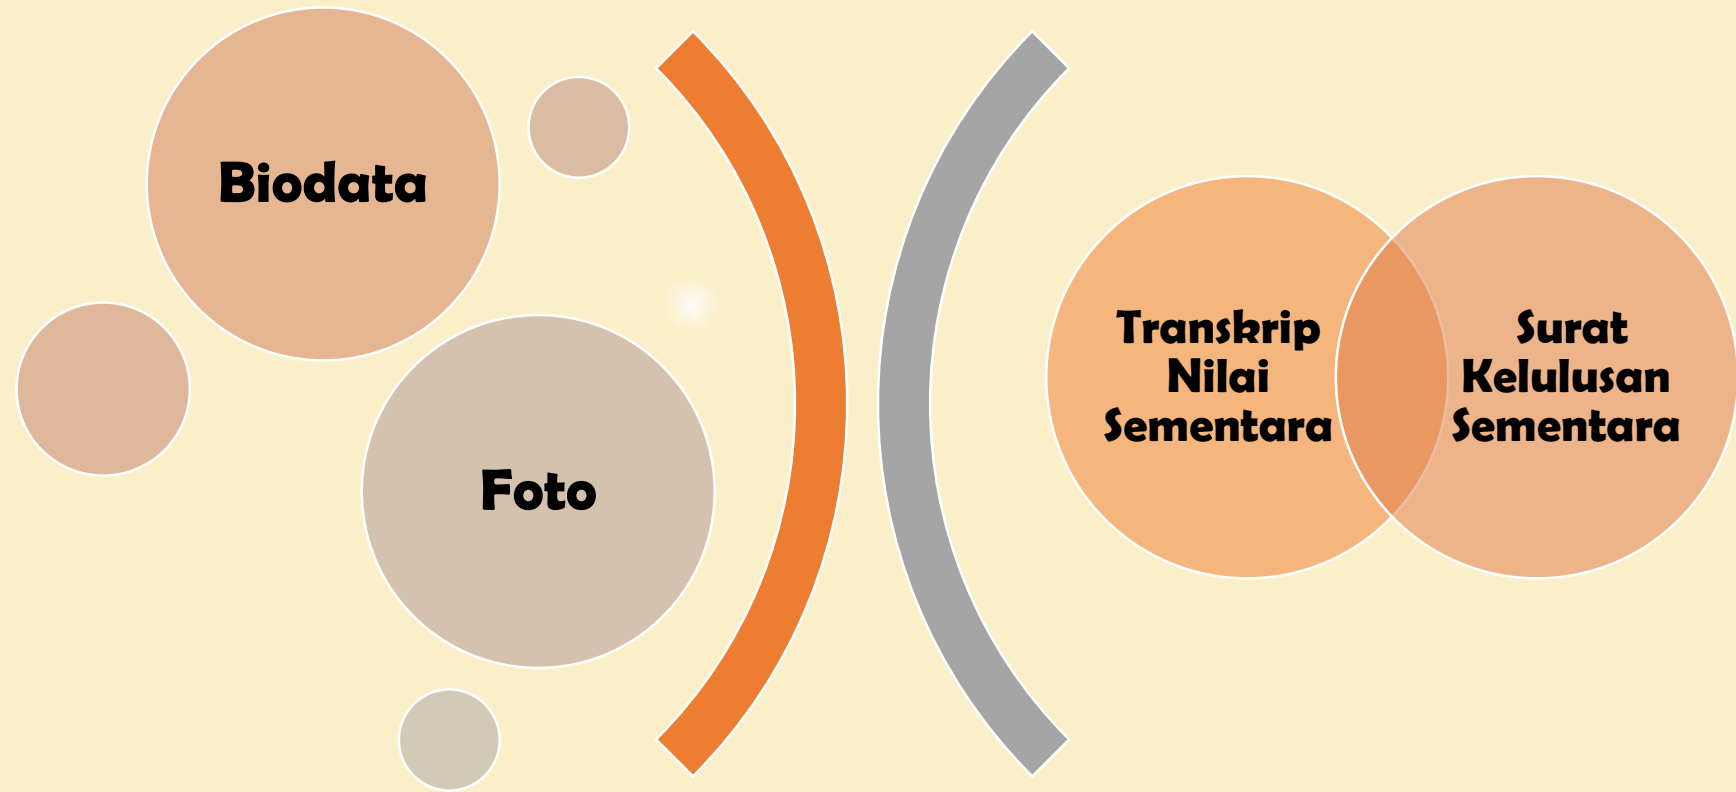 Biodata
Foto
Transkrip
Nilai
Sementara
Surat
Kelulusan
Sementara